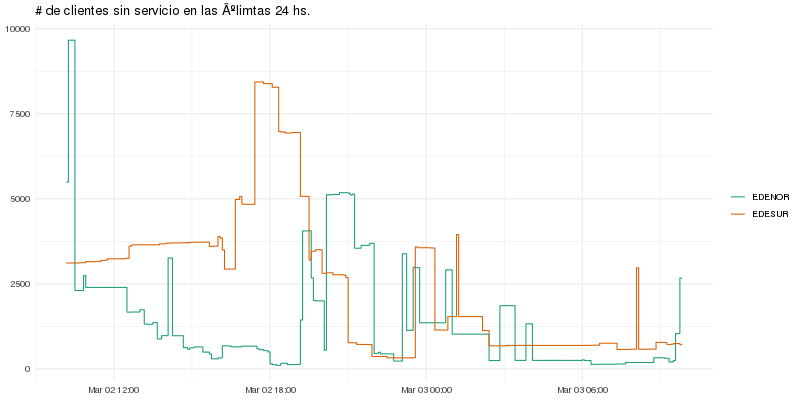 # de clientes sin servicio en las Ãºlimtas 24 hs.
10000
7500
5000
2500
0
Mar 02 12:00
Mar 02 18:00
Mar 03 00:00
Mar 03 06:00
EDENOR
EDESUR